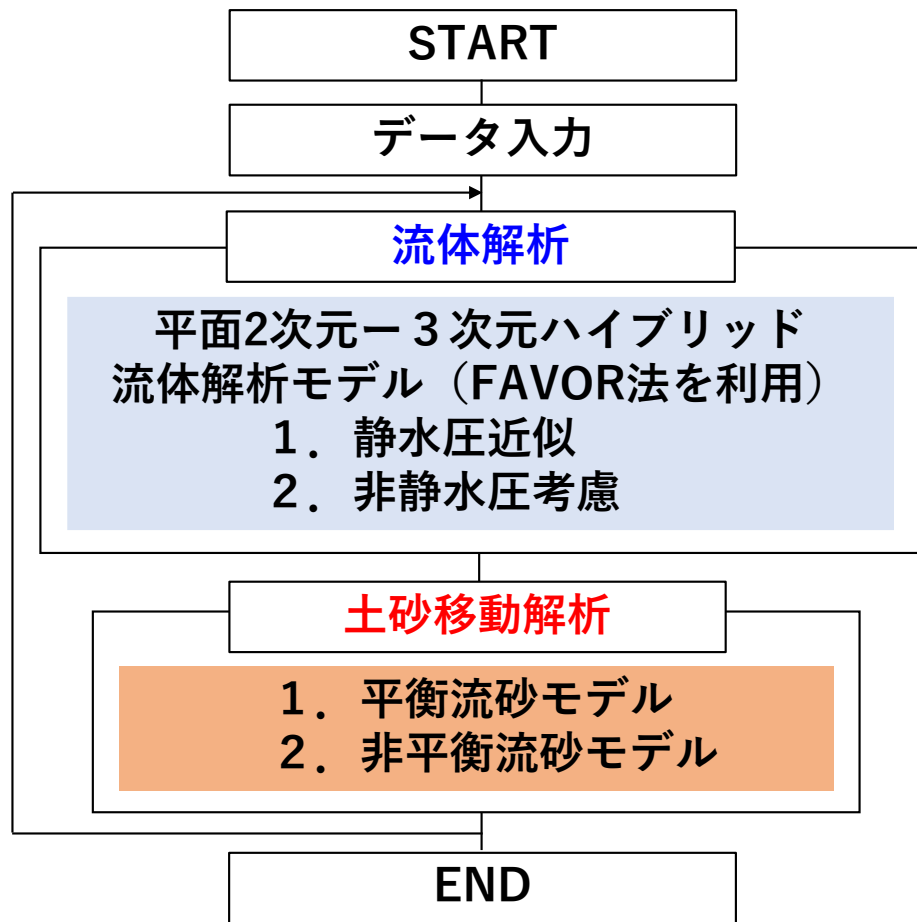 START
データ入力
流体解析
平面2次元ー３次元ハイブリッド
流体解析モデル（FAVOR法を利用）
１．静水圧近似
２．非静水圧考慮
土砂移動解析
１．平衡流砂モデル
２．非平衡流砂モデル
END